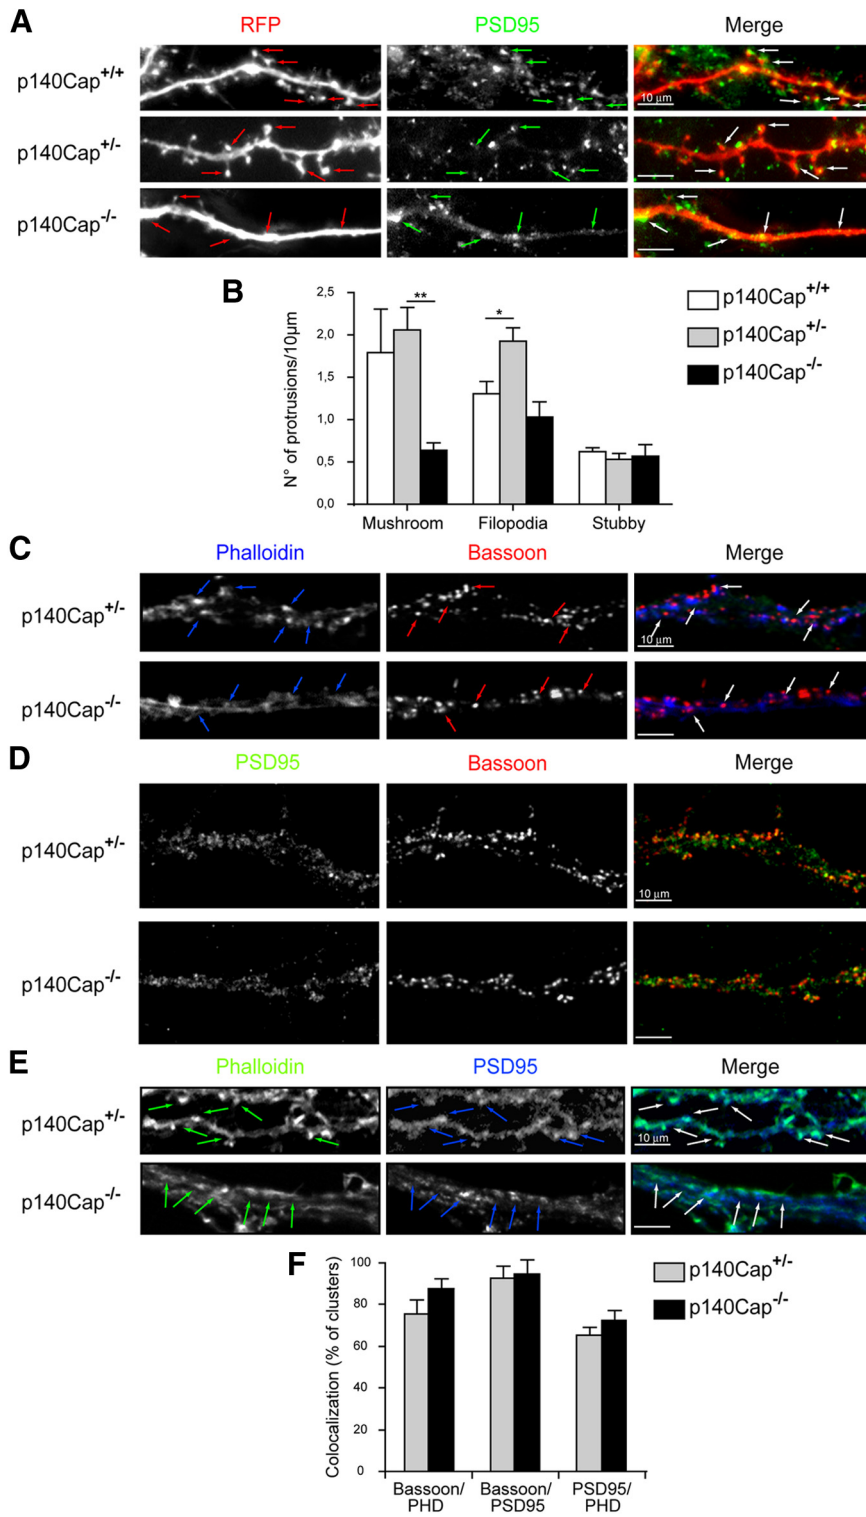 A
RFP PSD95 Merge
p140Cap+/+
10 µm
p140Cap+/-
p140Cap-/-
B
N° of protrusions/10µm
2,5
2,0
1,5
1,0
0,5
0,0
** *
Mushroom Filopodia Stubby
p140Cap+/+
p140Cap+/-
p140Cap-/-
C
Phalloidin Bassoon Merge
p140Cap+/-
10 µm
p140Cap-/-
D
PSD95 Bassoon Merge
p140Cap+/-
10 µm
p140Cap-/-
E
Phalloidin PSD95 Merge
p140Cap+/-
10 µm
p140Cap-/-
F
Colocalization (% of clusters)
100
80
60
40
20
0
Bassoon/ Bassoon/ PSD95/
PHD PSD95 PHD
p140Cap+/-
p140Cap-/-